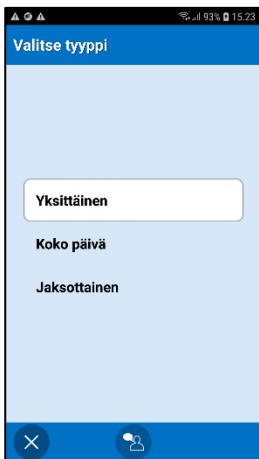 93% 15.23
Valitse tyyppi
Yksittäinen
Koko päivä
Jaksottainen